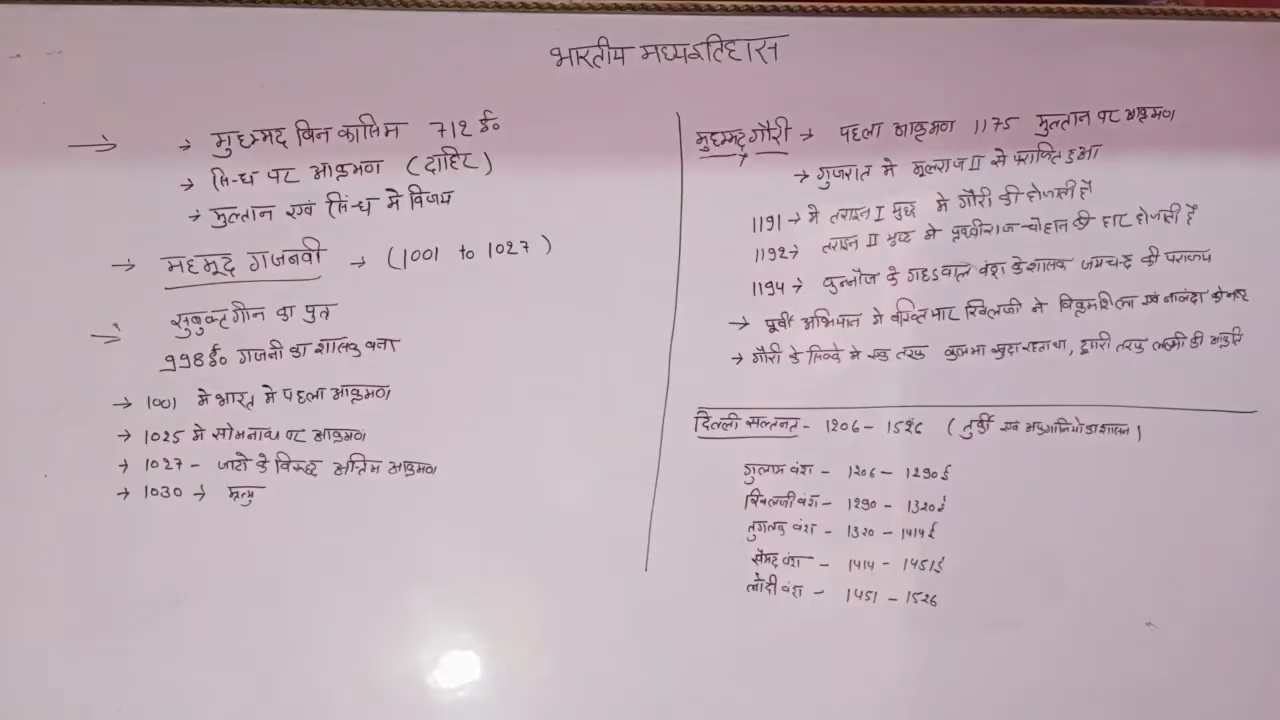 भारतीय मध्यइतिहास
→ → मुहम्मद बिन कासिम 712 ई०
→ सिन्ध पर आक्रमण (दाहिर)
→ मुल्तान एवं सिंध मे विजय
→ महमूद गजनवी → (1001 to 1027)
→ सुबुक्तगीन का पुत्र
998 ई० गजनी का शासक बना
→ 1001 मे भारत मे पहला आक्रमण
→ 1025 मे सोमनाथ पर आक्रमण
→ 1027 - जाटो के विरुद्ध अंतिम आक्रमण
→ 1030 → मृत्यु
मुहम्मद गौरी → पहला आक्रमण 1175 मुल्तान पर आक्रमण
→ गुजरात मे मूलराज II से पराजित हुआ
1191 → मे तराइन I युद्ध मे गौरी की हो जाती है
1192 → तराइन II युद्ध मे पृथ्वीराज चौहान की हार हो जाती है
1194 → कन्नौज के गहडवाल वंश के शासक जयचन्द्र की पराजय
→ पूर्वी अभियान मे बख्तियार खिलजी ने विक्रमशिला एवं नालंदा को नष्ट
→ गौरी के सिक्के मे एक तरफ कलमा खुदा रहता था, दूसरी तरफ लक्ष्मी की आकृति
दिल्ली सल्तनत - 1206 - 1526 (तुर्की एवं अफगानियो का शासन)
गुलाम वंश - 1206 - 1290 ई
खिलजी वंश - 1290 - 1320 ई
तुगलक वंश - 1320 - 1414 ई
सैय्यद वंश - 1414 - 1451 ई
लोदी वंश - 1451 - 1526